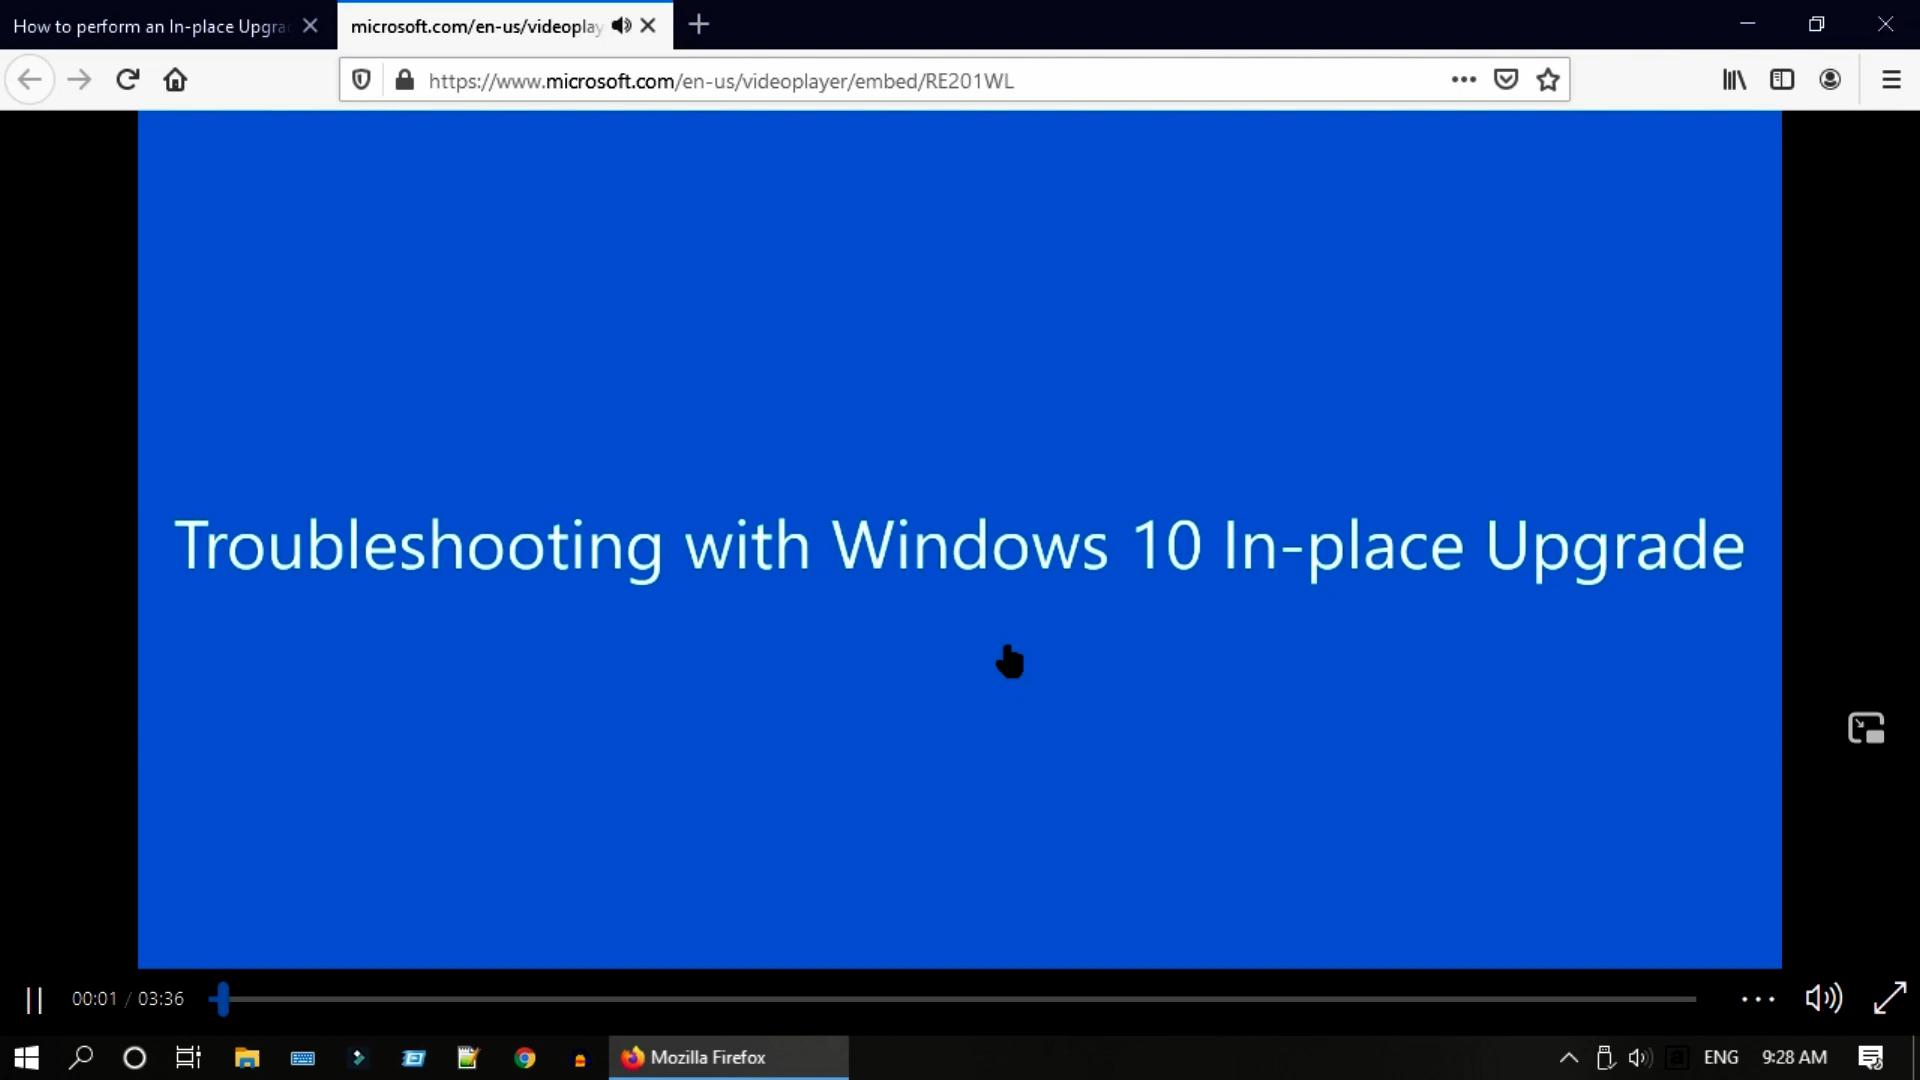 How to perform an In-place Upgra
microsoft.com/en-us/videoplay
https://www.microsoft.com/en-us/videoplayer/embed/RE201WL
Troubleshooting with Windows 10 In-place Upgrade
00:01 / 03:36
Mozilla Firefox
ENG
9:28 AM